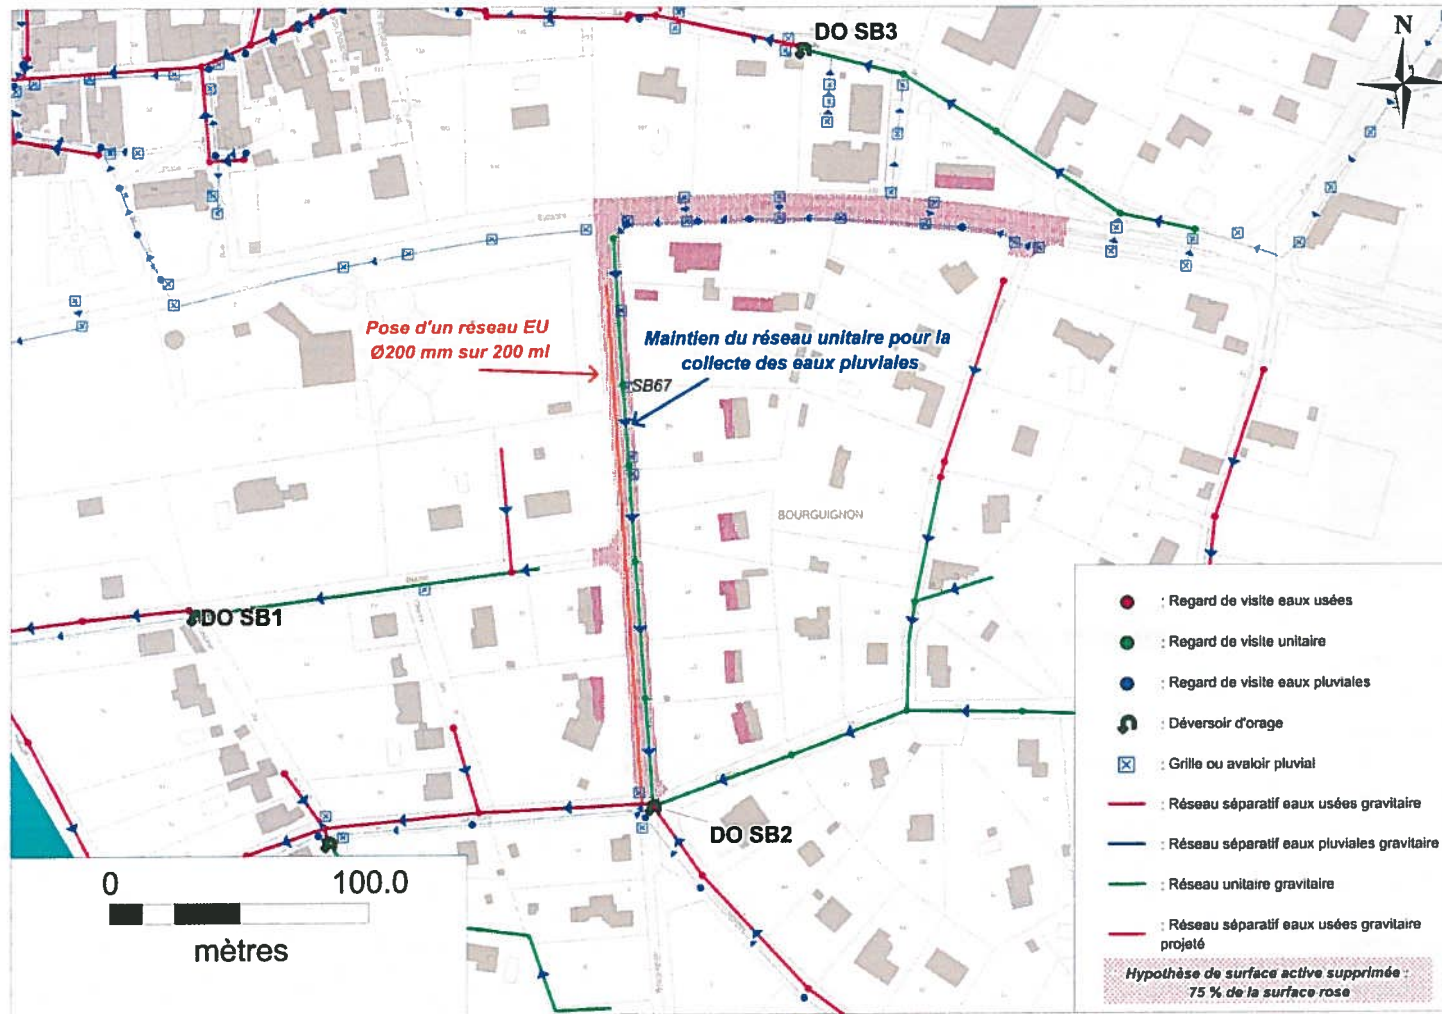 DO SB3
N
Pose d'un réseau EU
Ø200 mm sur 200 ml
Maintien du réseau unitaire pour la
collecte des eaux pluviales
SB67
BOURGUIGNON
DO SB1
DO SB2
0 100.0
mètres
: Regard de visite eaux usées
: Regard de visite unitaire
: Regard de visite eaux pluviales
: Déversoir d'orage
: Grille ou avaloir pluvial
: Réseau séparatif eaux usées gravitaire
: Réseau séparatif eaux pluviales gravitaire
: Réseau unitaire gravitaire
: Réseau séparatif eaux usées gravitaire
projeté
Hypothèse de surface active supprimée :
75 % de la surface rose